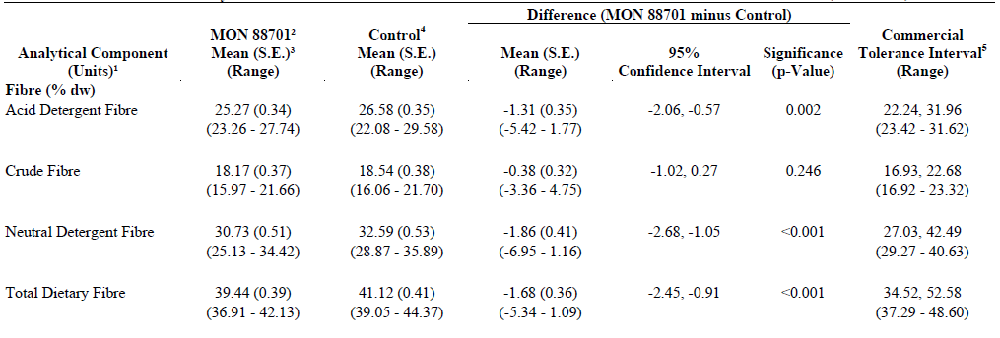 Difference (MON 88701 minus Control)
Analytical Component (Units)¹ MON 88701² Mean (S.E.)³ (Range) Control⁴ Mean (S.E.) (Range) Mean (S.E.) (Range) 95% Confidence Interval Significance (p-Value) Commercial Tolerance Interval⁵ (Range)
Fibre (% dw)
Acid Detergent Fibre 25.27 (0.34) 26.58 (0.35) -1.31 (0.35) -2.06, -0.57 0.002 22.24, 31.96
(23.26 - 27.74) (22.08 - 29.58) (-5.42 - 1.77) (23.42 - 31.62)
Crude Fibre 18.17 (0.37) 18.54 (0.38) -0.38 (0.32) -1.02, 0.27 0.246 16.93, 22.68
(15.97 - 21.66) (16.06 - 21.70) (-3.36 - 4.75) (16.92 - 23.32)
Neutral Detergent Fibre 30.73 (0.51) 32.59 (0.53) -1.86 (0.41) -2.68, -1.05 <0.001 27.03, 42.49
(25.13 - 34.42) (28.87 - 35.89) (-6.95 - 1.16) (29.27 - 40.63)
Total Dietary Fibre 39.44 (0.39) 41.12 (0.41) -1.68 (0.36) -2.45, -0.91 <0.001 34.52, 52.58
(36.91 - 42.13) (39.05 - 44.37) (-5.34 - 1.09) (37.29 - 48.60)